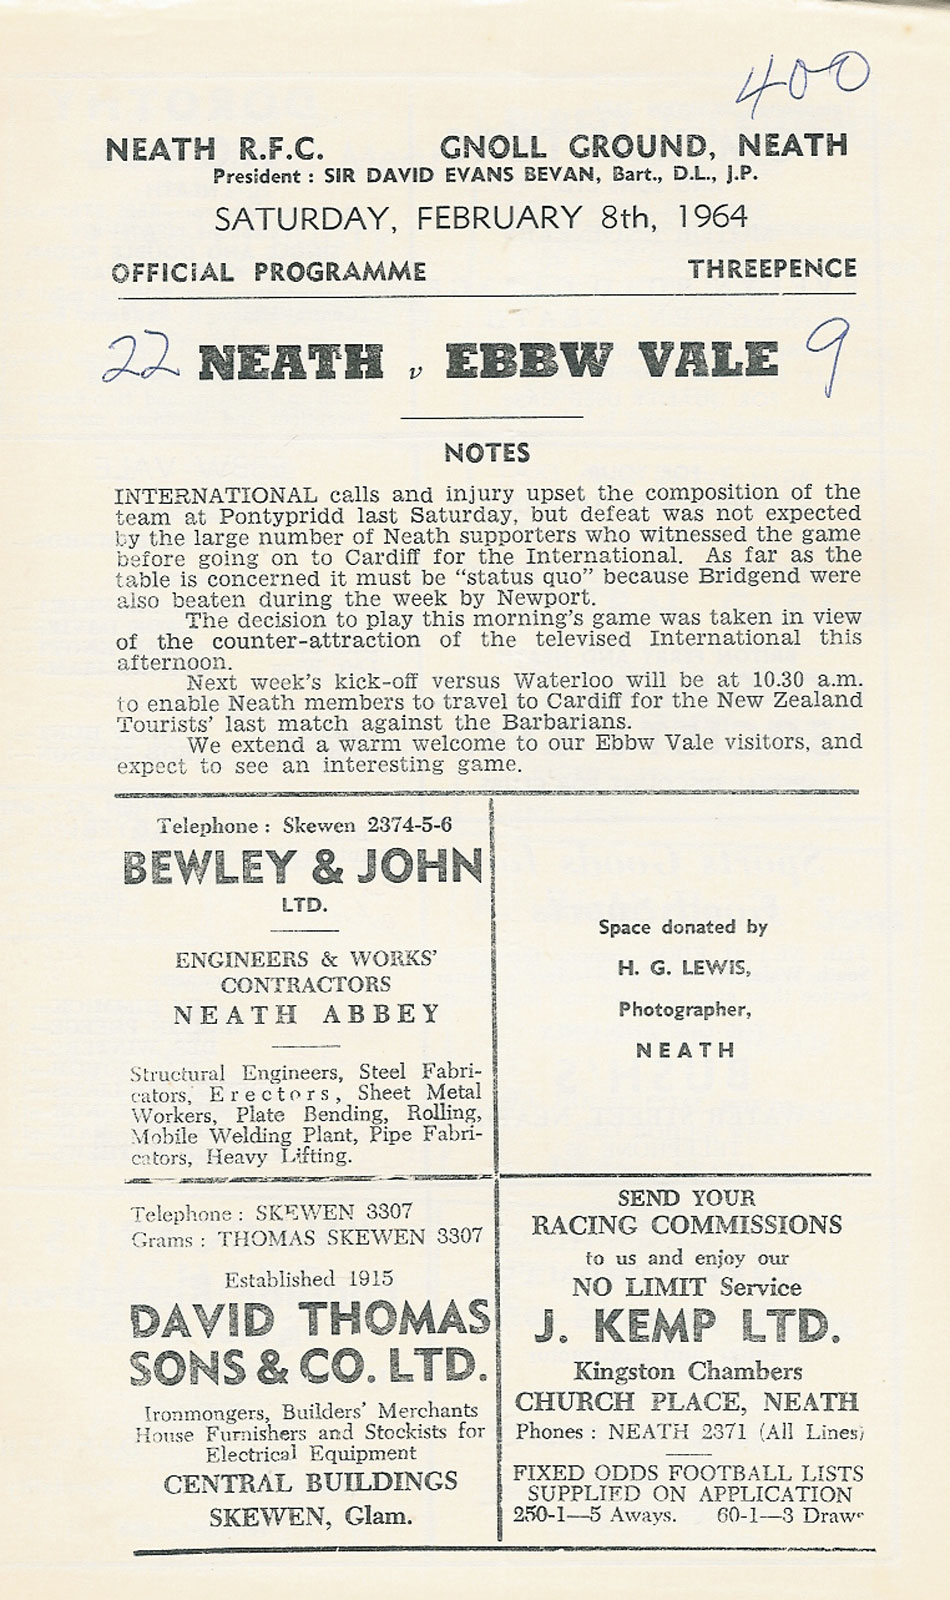 400
NEATH R.F.C. GNOLL GROUND, NEATH
President : SIR DAVID EVANS BEVAN, Bart., D.L., J.P.
SATURDAY, FEBRUARY 8th, 1964
OFFICIAL PROGRAMME THREEPENCE
22 NEATH v EBBW VALE 9
NOTES
INTERNATIONAL calls and injury upset the composition of the
team at Pontypridd last Saturday, but defeat was not expected
by the large number of Neath supporters who witnessed the game
before going on to Cardiff for the International. As far as the
table is concerned it must be “status quo” because Bridgend were
also beaten during the week by Newport.
The decision to play this morning’s game was taken in view
of the counter-attraction of the televised International this
afternoon.
Next week’s kick-off versus Waterloo will be at 10.30 a.m.
to enable Neath members to travel to Cardiff for the New Zealand
Tourists’ last match against the Barbarians.
We extend a warm welcome to our Ebbw Vale visitors, and
expect to see an interesting game.
Telephone : Skewen 2374-5-6
BEWLEY & JOHN
LTD.
ENGINEERS & WORKS’
CONTRACTORS
NEATH ABBEY
Structural Engineers, Steel Fabri-
cators, Erectors, Sheet Metal
Workers, Plate Bending, Rolling,
Mobile Welding Plant, Pipe Fabri-
cators, Heavy Lifting.
Space donated by
H. G. LEWIS,
Photographer,
NEATH
Telephone : SKEWEN 3307
Grams : THOMAS SKEWEN 3307
Established 1915
DAVID THOMAS
SONS & CO. LTD.
Ironmongers, Builders’ Merchants
House Furnishers and Stockists for
Electrical Equipment
CENTRAL BUILDINGS
SKEWEN, Glam.
SEND YOUR
RACING COMMISSIONS
to us and enjoy our
NO LIMIT Service
J. KEMP LTD.
Kingston Chambers
CHURCH PLACE, NEATH
Phones : NEATH 2371 (All Lines)
FIXED ODDS FOOTBALL LISTS
SUPPLIED ON APPLICATION
250-1—5 Aways. 60-1—3 Draws